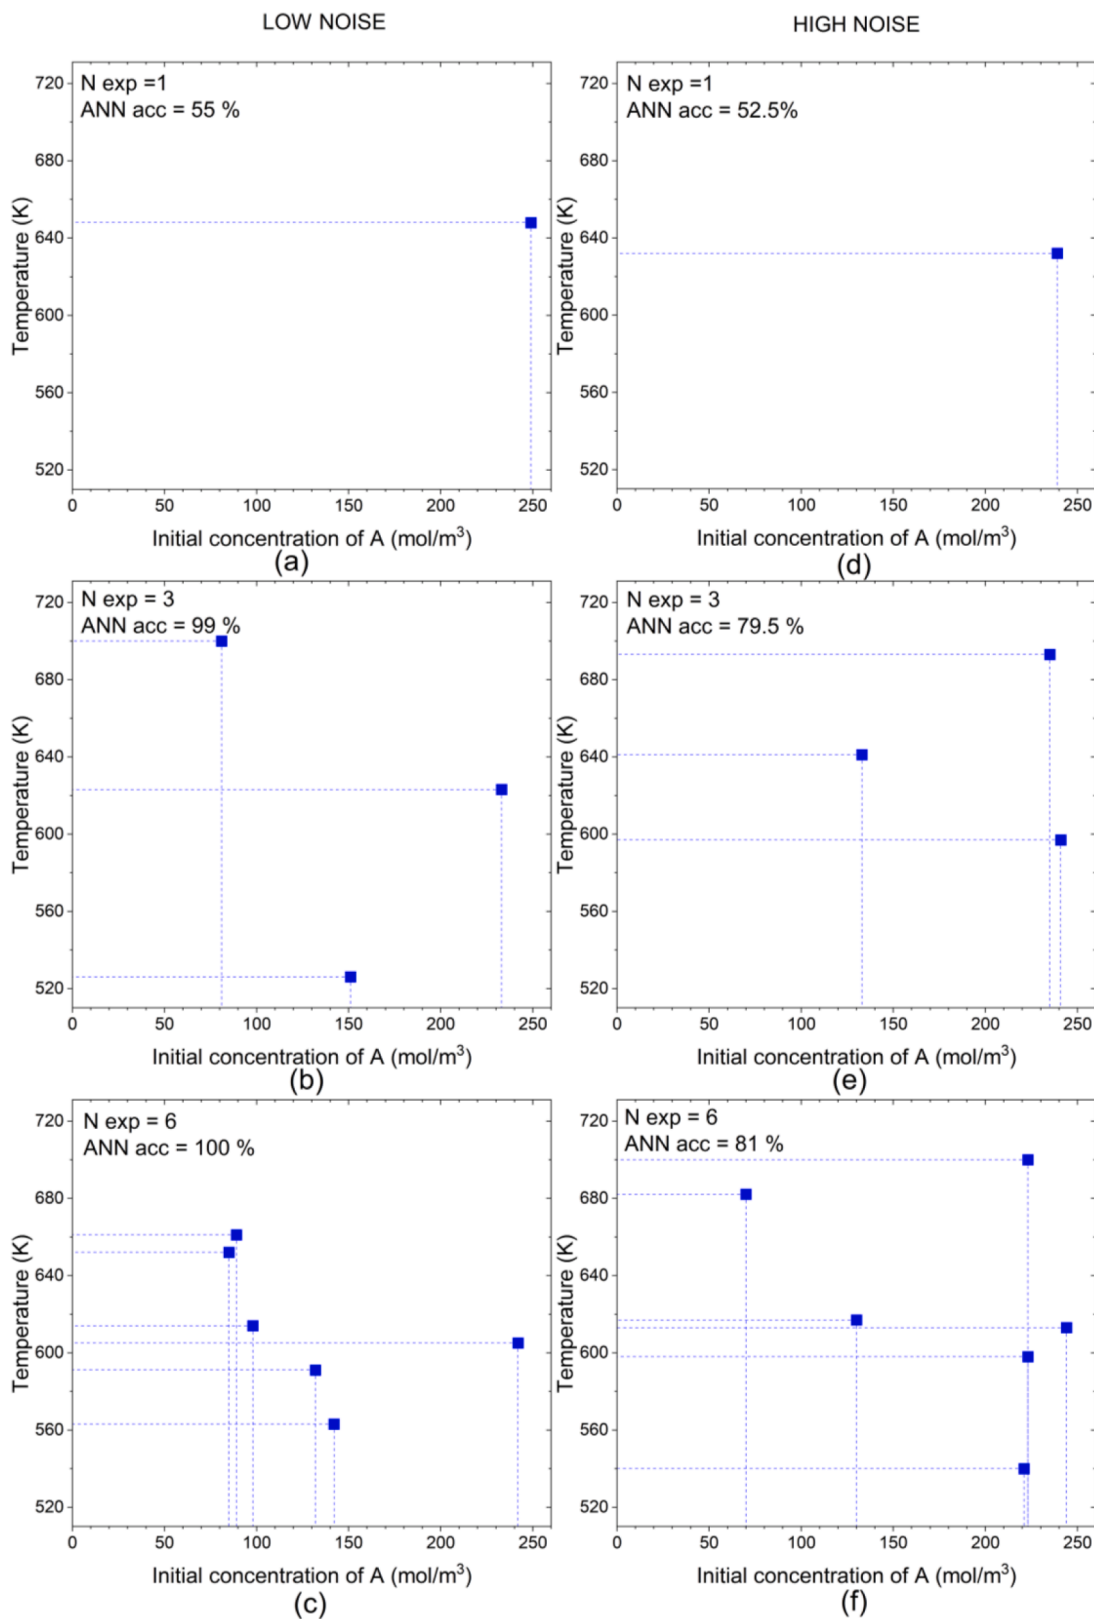 LOW NOISE
HIGH NOISE
N exp =1
ANN acc = 55 %
720
680
640
600
560
520
Temperature (K)
0 50 100 150 200 250
Initial concentration of A (mol/m³)
(a)
N exp =1
ANN acc = 52.5%
720
680
640
600
560
520
Temperature (K)
0 50 100 150 200 250
Initial concentration of A (mol/m³)
(d)
N exp = 3
ANN acc = 99 %
720
680
640
600
560
520
Temperature (K)
0 50 100 150 200 250
Initial concentration of A (mol/m³)
(b)
N exp = 3
ANN acc = 79.5 %
720
680
640
600
560
520
Temperature (K)
0 50 100 150 200 250
Initial concentration of A (mol/m³)
(e)
N exp = 6
ANN acc = 100 %
720
680
640
600
560
520
Temperature (K)
0 50 100 150 200 250
Initial concentration of A (mol/m³)
(c)
N exp = 6
ANN acc = 81 %
720
680
640
600
560
520
Temperature (K)
0 50 100 150 200 250
Initial concentration of A (mol/m³)
(f)